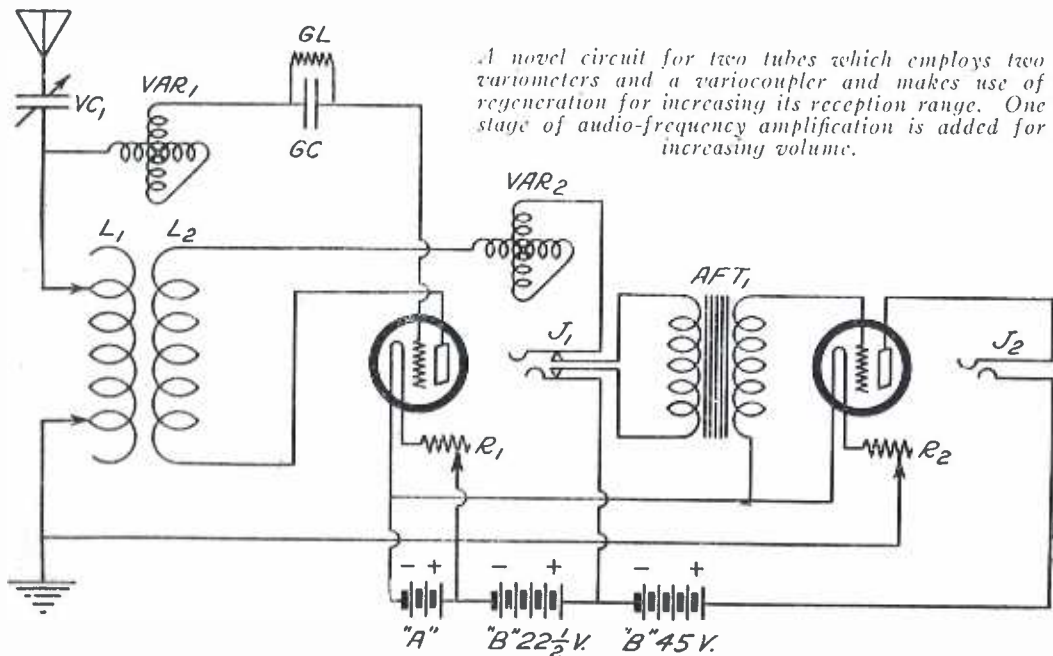 GL
A novel circuit for two tubes which employs two
variometers and a variocoupler and makes use of
regeneration for increasing its reception range. One
stage of audio-frequency amplification is added for
increasing volume.
VAR1
VC1
GC
VAR2
L1 L2
AFT1
J1
J2
R1
R2
- + - + - +
"A" "B" 22½ V. "B" 45 V.